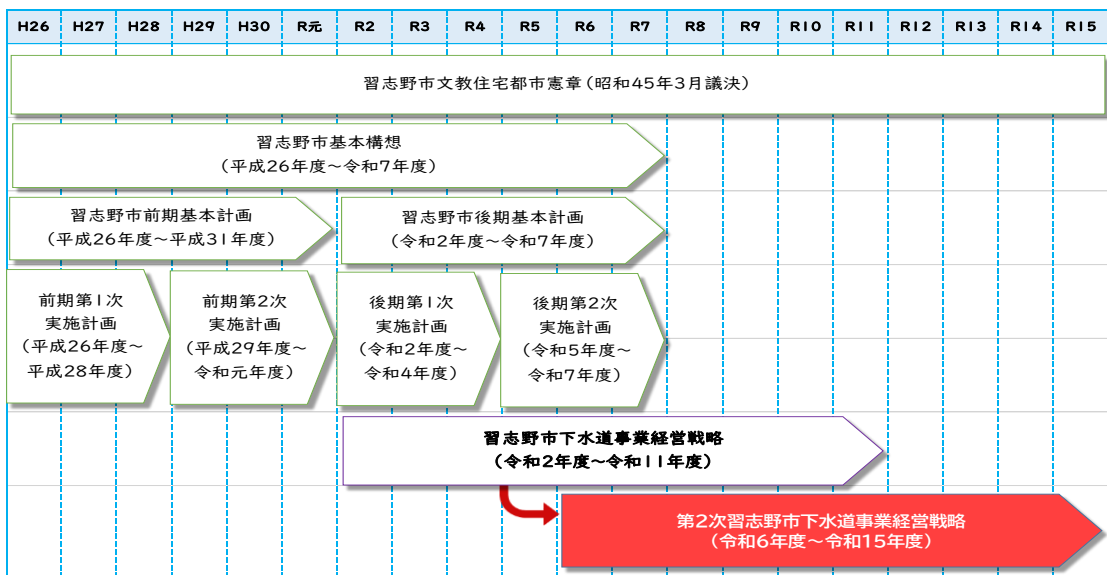 H26 H27 H28 H29 H30 R元 R2 R3 R4 R5 R6 R7 R8 R9 R10 R11 R12 R13 R14 R15
習志野市文教住宅都市憲章（昭和45年3月議決）
習志野市基本構想
（平成26年度～令和7年度）
習志野市前期基本計画
（平成26年度～平成31年度）
習志野市後期基本計画
（令和2年度～令和7年度）
前期第1次
実施計画
（平成26年度～
平成28年度）
前期第2次
実施計画
（平成29年度～
令和元年度）
後期第1次
実施計画
（令和2年度～
令和4年度）
後期第2次
実施計画
（令和5年度～
令和7年度）
習志野市下水道事業経営戦略
（令和2年度～令和11年度）
第2次習志野市下水道事業経営戦略
（令和6年度～令和15年度）